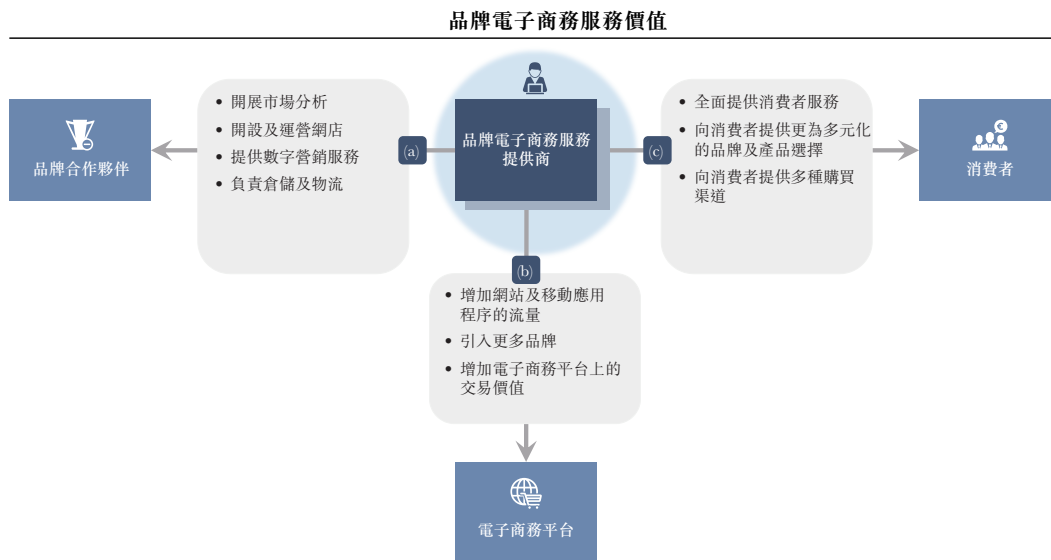 品牌電子商務服務價值
品牌合作夥伴
• 開展市場分析
• 開設及運營網店
• 提供數字營銷服務
• 負責倉儲及物流
(a)
品牌電子商務服務
提供商
(c)
• 全面提供消費者服務
• 向消費者提供更為多元化
的品牌及產品選擇
• 向消費者提供多種購買
渠道
€
消費者
(b)
• 增加網站及移動應用
程序的流量
• 引入更多品牌
• 增加電子商務平台上的
交易價值
電子商務平台